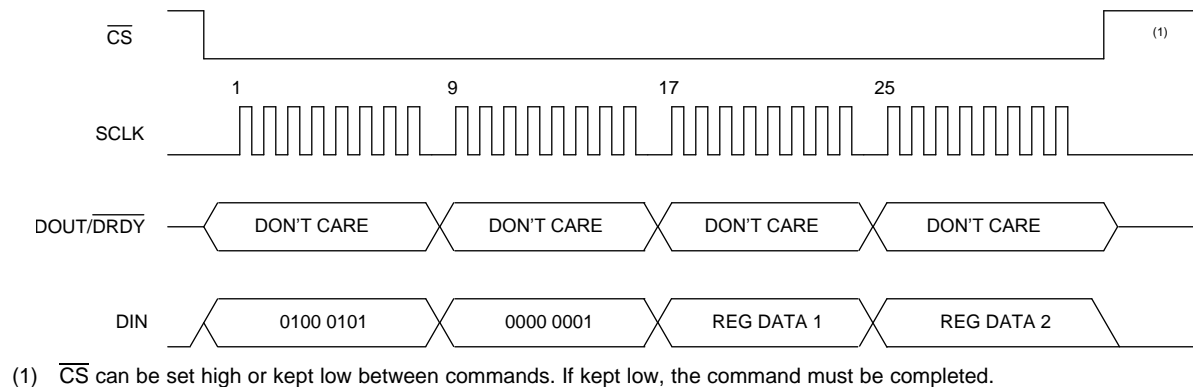 CS
(1)
1 9 17 25
SCLK
DOUT/DRDY DON'T CARE DON'T CARE DON'T CARE DON'T CARE
DIN 0100 0101 0000 0001 REG DATA 1 REG DATA 2
(1) CS can be set high or kept low between commands. If kept low, the command must be completed.